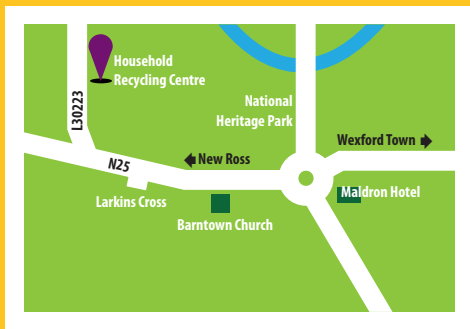 Household
Recycling Centre
L30223
National
Heritage Park
Wexford Town
N25
New Ross
Larkins Cross
Maldron Hotel
Barntown Church